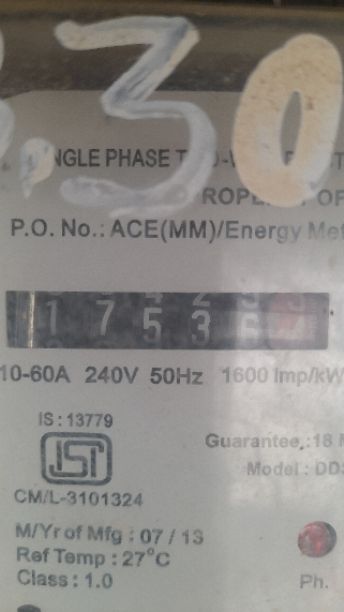 .30
NGLE PHASE
P.O. No.: ACE(MM)/Energy Met
1 7 5 3 6
10-60A 240V 50Hz 1600 Imp/kW
IS : 13779
ISI
Guarantee.:18 M
Model : DDS
CM/L-3101324
M/Yr of Mfg : 07 / 13
Ref Temp : 27°C
Class : 1.0
Ph.